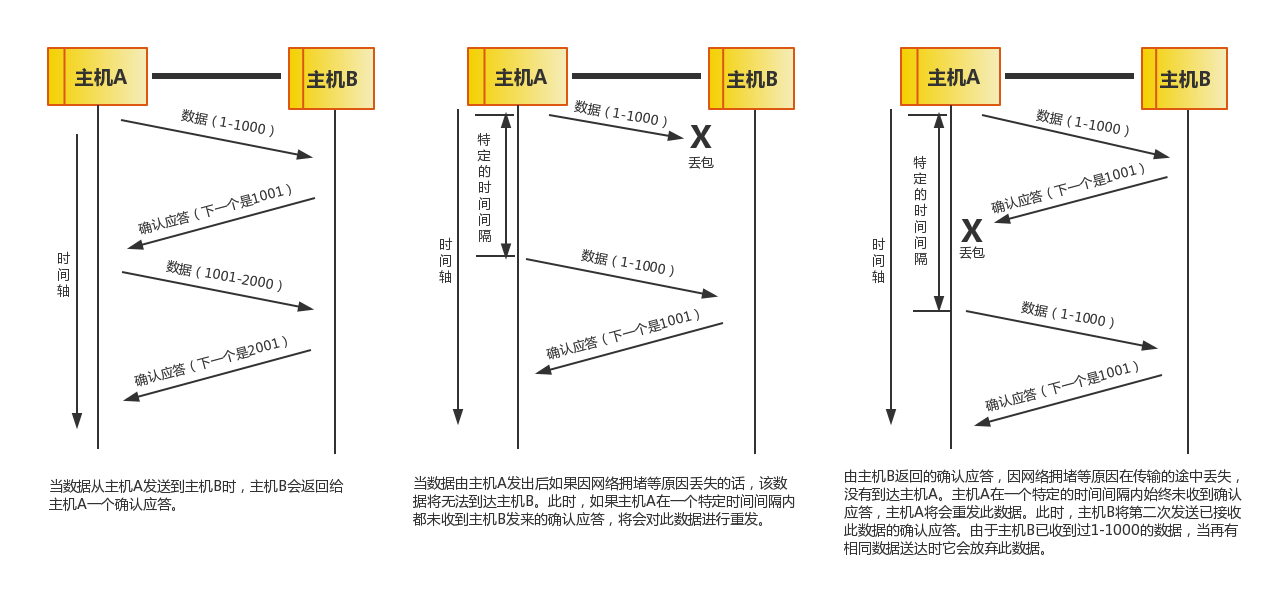 主机A
主机B
数据（1-1000）
确认应答（下一个是1001）
数据（1001-2000）
确认应答（下一个是2001）
时间轴
当数据从主机A发送到主机B时，主机B会返回给
主机A一个确认应答。
主机A
主机B
数据（1-1000）
X
丢包
特定的时间间隔
数据（1-1000）
确认应答（下一个是1001）
时间轴
当数据由主机A发出后如果因网络拥堵等原因丢失的话，该数
据将无法到达主机B。此时，如果主机A在一个特定时间间隔内
都未收到主机B发来的确认应答，将会对此数据进行重发。
主机A
主机B
数据（1-1000）
确认应答（下一个是1001）
X
丢包
特定的时间间隔
数据（1-1000）
确认应答（下一个是1001）
时间轴
由主机B返回的确认应答，因网络拥堵等原因在传输的途中丢失，
没有到达主机A。主机A在一个特定的时间间隔内始终未收到确认
应答，主机A将会重发此数据。此时，主机B将第二次发送已接收
此数据的确认应答。由于主机B已收到过1-1000的数据，当再有
相同数据送达时它会放弃此数据。